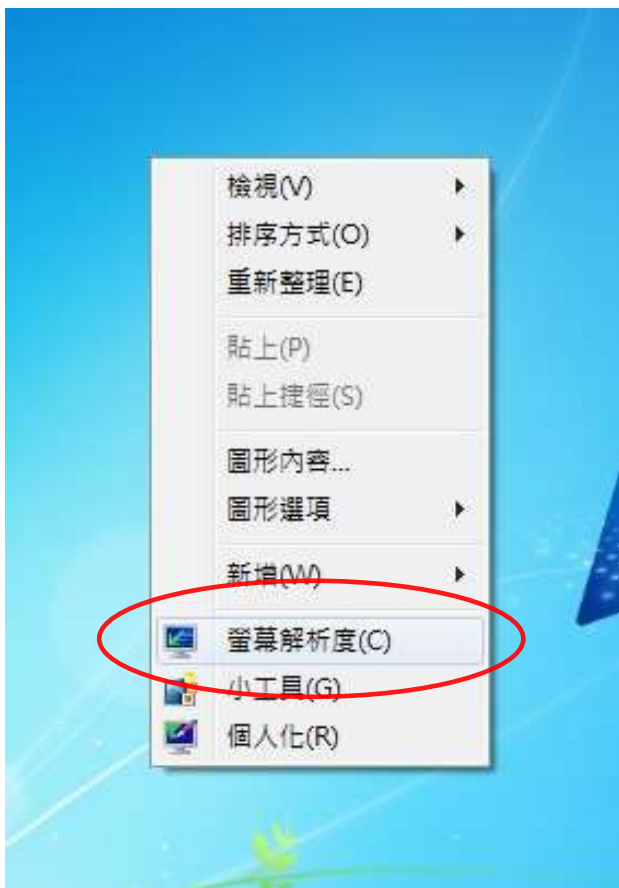 檢視(V)
排序方式(O)
重新整理(E)
貼上(P)
貼上捷徑(S)
圖形內容...
圖形選項
新增(W)
螢幕解析度(C)
小工具(G)
個人化(R)